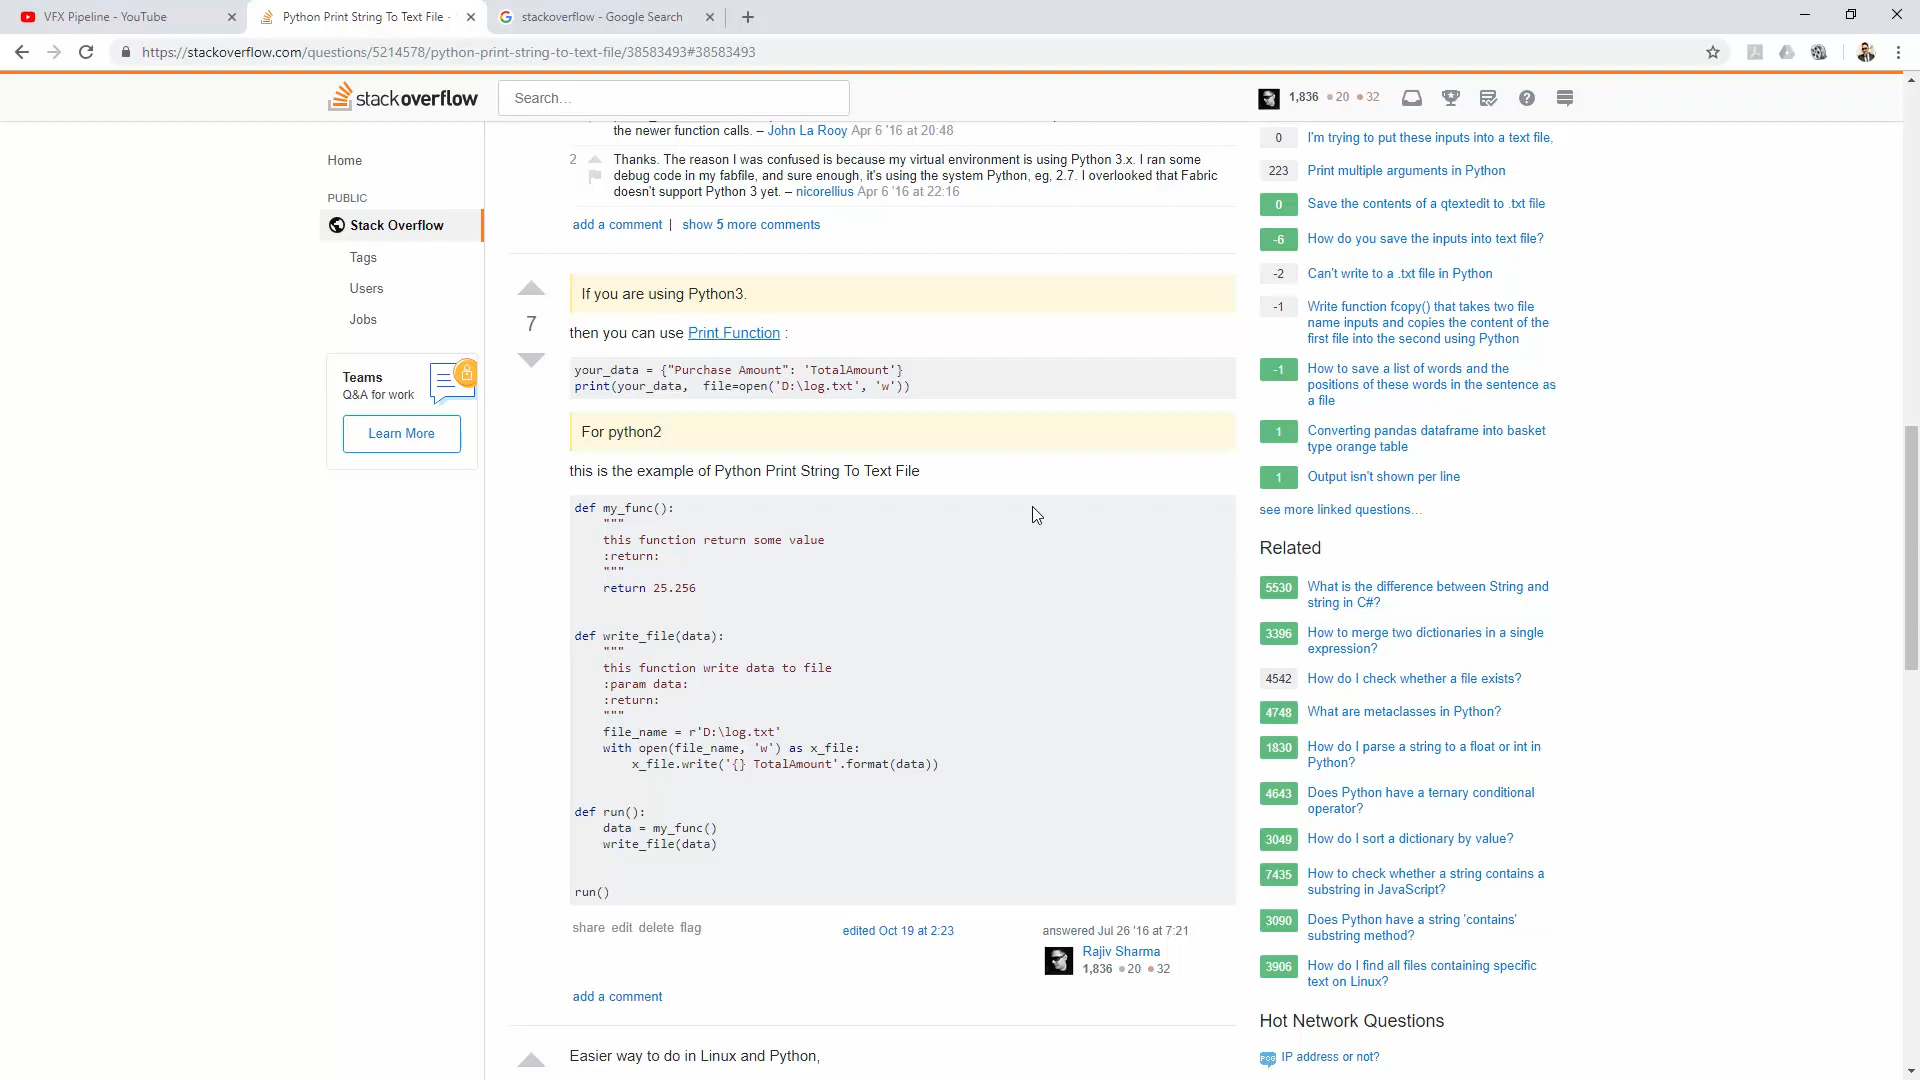 VFX Pipeline - YouTube
Python Print String To Text File -
stackoverflow - Google Search
https://stackoverflow.com/questions/5214578/python-print-string-to-text-file/38583493#38583493
stackoverflow
Search...
1,836 20 32
Home
PUBLIC
Stack Overflow
Tags
Users
Jobs
Teams
Q&A for work
Learn More
the newer function calls. – John La Rooy Apr 6 '16 at 20:48
2 Thanks. The reason I was confused is because my virtual environment is using Python 3.x. I ran some
debug code in my fabfile, and sure enough, it's using the system Python, eg, 2.7. I overlooked that Fabric
doesn't support Python 3 yet. – nicorellius Apr 6 '16 at 22:16
add a comment | show 5 more comments
7
If you are using Python3.
then you can use Print Function :
your_data = {"Purchase Amount": 'TotalAmount'}
print(your_data,  file=open('D:\log.txt', 'w'))
For python2
this is the example of Python Print String To Text File
def my_func():
    """
    this function return some value
    :return:
    """
    return 25.256
def write_file(data):
    """
    this function write data to file
    :param data:
    :return:
    """
    file_name = r'D:\log.txt'
    with open(file_name, 'w') as x_file:
        x_file.write('{} TotalAmount'.format(data))
def run():
    data = my_func()
    write_file(data)
run()
share edit delete flag
edited Oct 19 at 2:23
answered Jul 26 '16 at 7:21
Rajiv Sharma
1,836 20 32
add a comment
Easier way to do in Linux and Python,
0 I'm trying to put these inputs into a text file,
223 Print multiple arguments in Python
0 Save the contents of a qtextedit to .txt file
-6 How do you save the inputs into text file?
-2 Can't write to a .txt file in Python
-1 Write function fcopy() that takes two file
name inputs and copies the content of the
first file into the second using Python
-1 How to save a list of words and the
positions of these words in the sentence as
a file
1 Converting pandas dataframe into basket
type orange table
1 Output isn't shown per line
see more linked questions...
Related
5530 What is the difference between String and
string in C#?
3396 How to merge two dictionaries in a single
expression?
4542 How do I check whether a file exists?
4748 What are metaclasses in Python?
1830 How do I parse a string to a float or int in
Python?
4643 Does Python have a ternary conditional
operator?
3049 How do I sort a dictionary by value?
7435 How to check whether a string contains a
substring in JavaScript?
3090 Does Python have a string 'contains'
substring method?
3906 How do I find all files containing specific
text on Linux?
Hot Network Questions
PCG IP address or not?